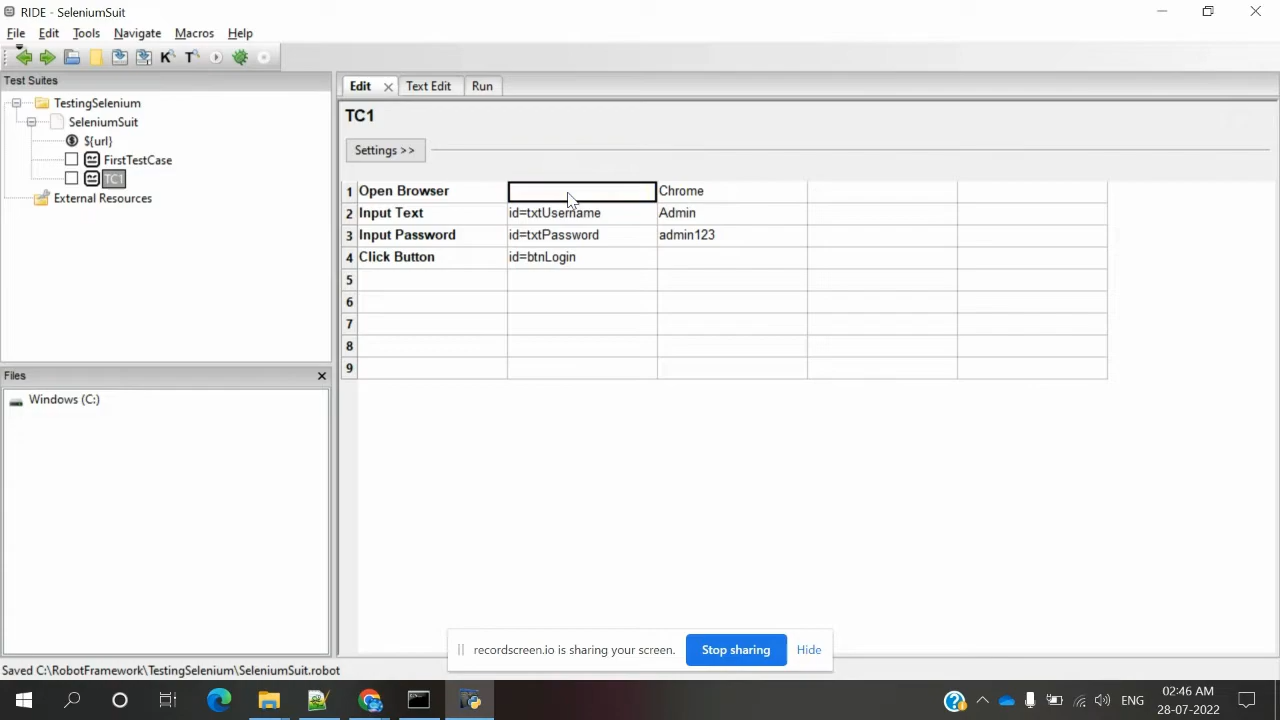 RIDE - SeleniumSuit
File Edit Tools Navigate Macros Help
K T
Test Suites
TestingSelenium
SeleniumSuit
${url}
FirstTestCase
TC1
External Resources
Files
Windows (C:)
Edit Text Edit Run
TC1
Settings >>
1 Open Browser Chrome
2 Input Text id=txtUsername Admin
3 Input Password id=txtPassword admin123
4 Click Button id=btnLogin
5
6
7
8
9
recordscreen.io is sharing your screen. Stop sharing Hide
Saved C:\RobotFramework\TestingSelenium\SeleniumSuit.robot
ENG
02:46 AM
28-07-2022